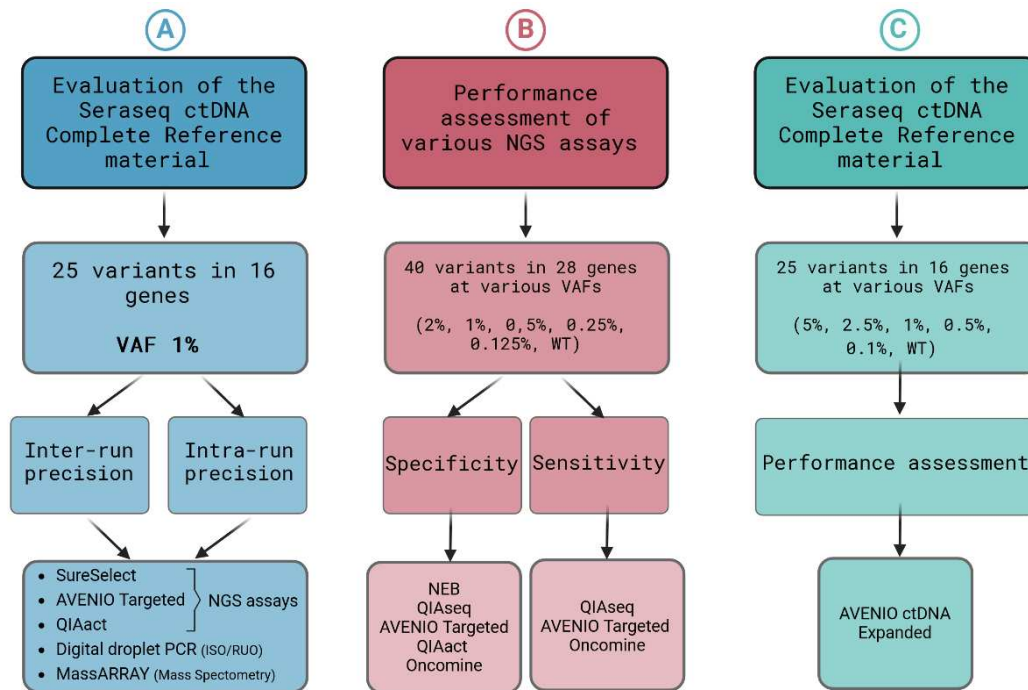 A
Evaluation of the
Seraseq ctDNA
Complete Reference
material
25 variants in 16
genes
VAF 1%
Inter-run
precision
Intra-run
precision
• SureSelect
• AVENIO Targeted
• QIAact
NGS assays
• Digital droplet PCR (ISO/RUO)
• MassARRAY (Mass Spectometry)
B
Performance
assessment of
various NGS assays
40 variants in 28 genes
at various VAFs
(2%, 1%, 0,5%, 0.25%,
0.125%, WT)
Specificity
Sensitivity
NEB
QIAseq
AVENIO Targeted
QIAact
Oncomine
QIAseq
AVENIO Targeted
Oncomine
C
Evaluation of the
Seraseq ctDNA
Complete Reference
material
25 variants in 16 genes
at various VAFs
(5%, 2.5%, 1%, 0.5%,
0.1%, WT)
Performance assessment
AVENIO ctDNA
Expanded